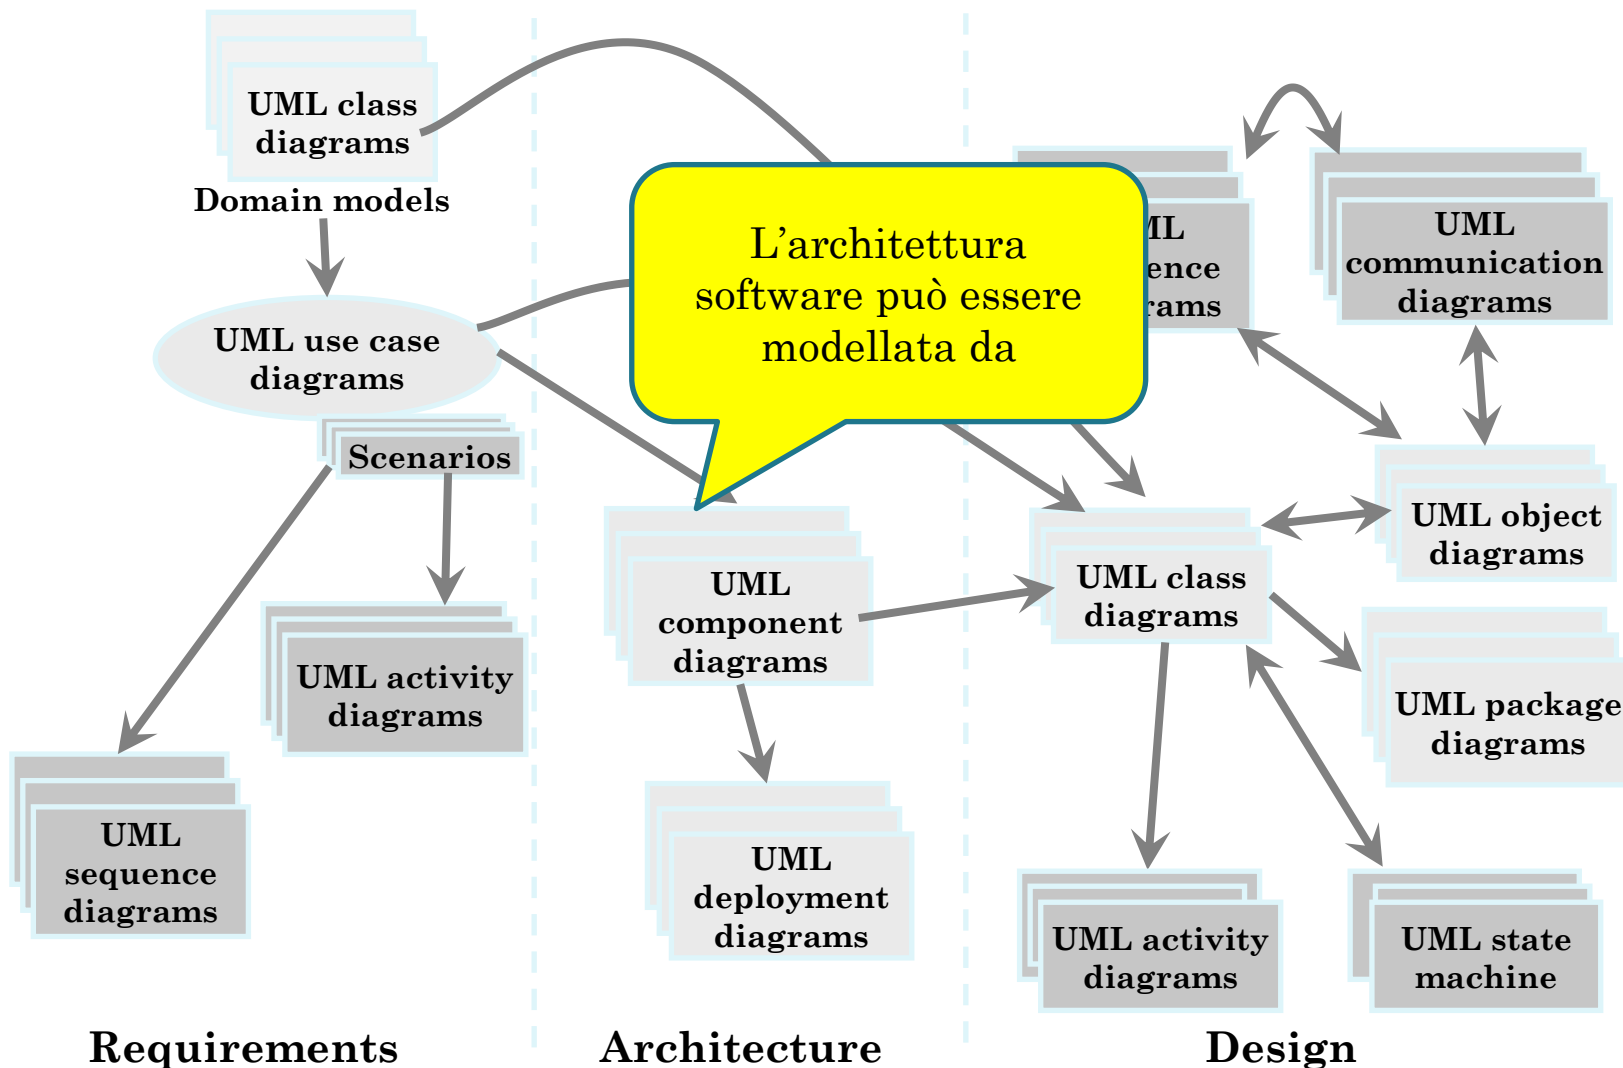 UML class
diagrams
Domain models
UML use case
diagrams
Scenarios
UML activity
diagrams
UML
sequence
diagrams
Requirements
L'architettura
software può essere
modellata da
UML
component
diagrams
UML
deployment
diagrams
Architecture
UML
communication
diagrams
UML object
diagrams
UML class
diagrams
UML package
diagrams
UML activity
diagrams
UML state
machine
Design